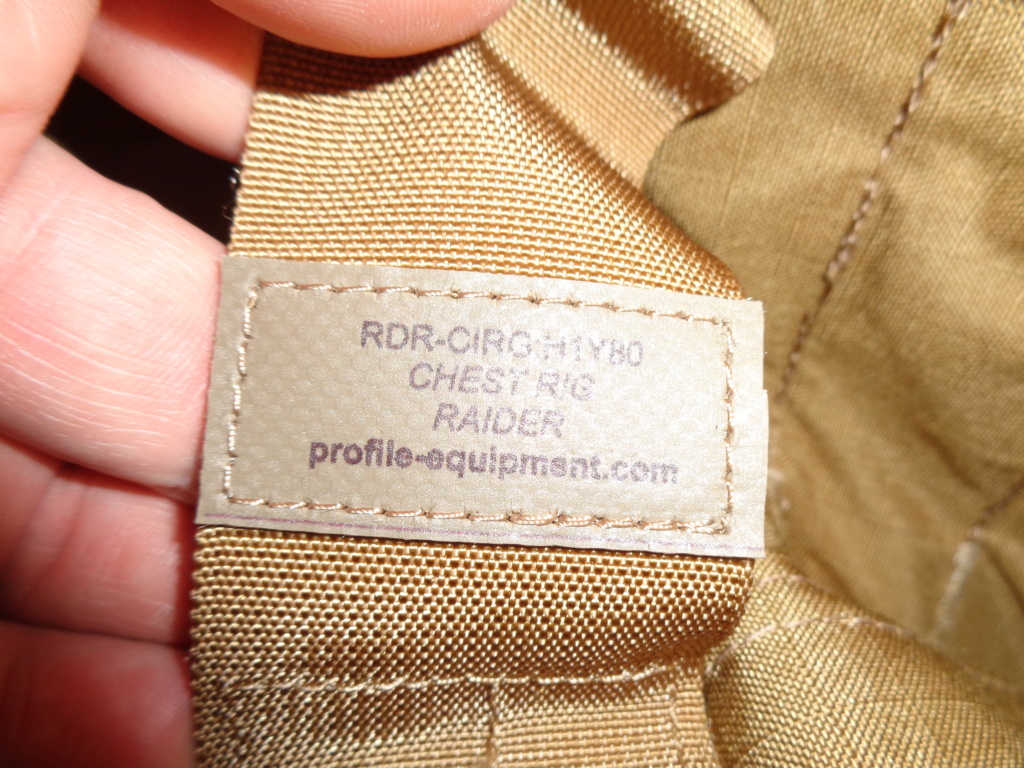 RDR-CIRG-H1Y80
CHEST RIG
RAIDER
profile-equipment.com